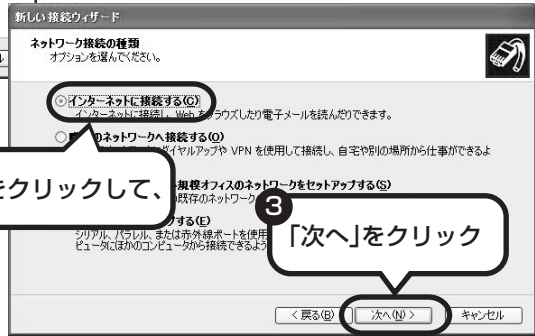 新しい接続ウィザード
ネットワーク接続の種類
オプションを選んでください。
ル
インターネットに接続する(C)
インターネットに接続し、Web をブラウズしたり電子メールを読んだりできます。
のネットワークへ接続する(O)
イヤルアップや VPN を使用して接続し、自宅や別の場所から仕事ができるよ
をクリックして、
規模オフィスのネットワークをセットアップする(S)
の既存のネットワーク
する(E)
シリアル、パラレル、または赤外線ポートを使用
ピュータにほかのコンピュータから接続できるよう
3
「次へ」をクリック
< 戻る(B)
次へ(N) >
キャンセル